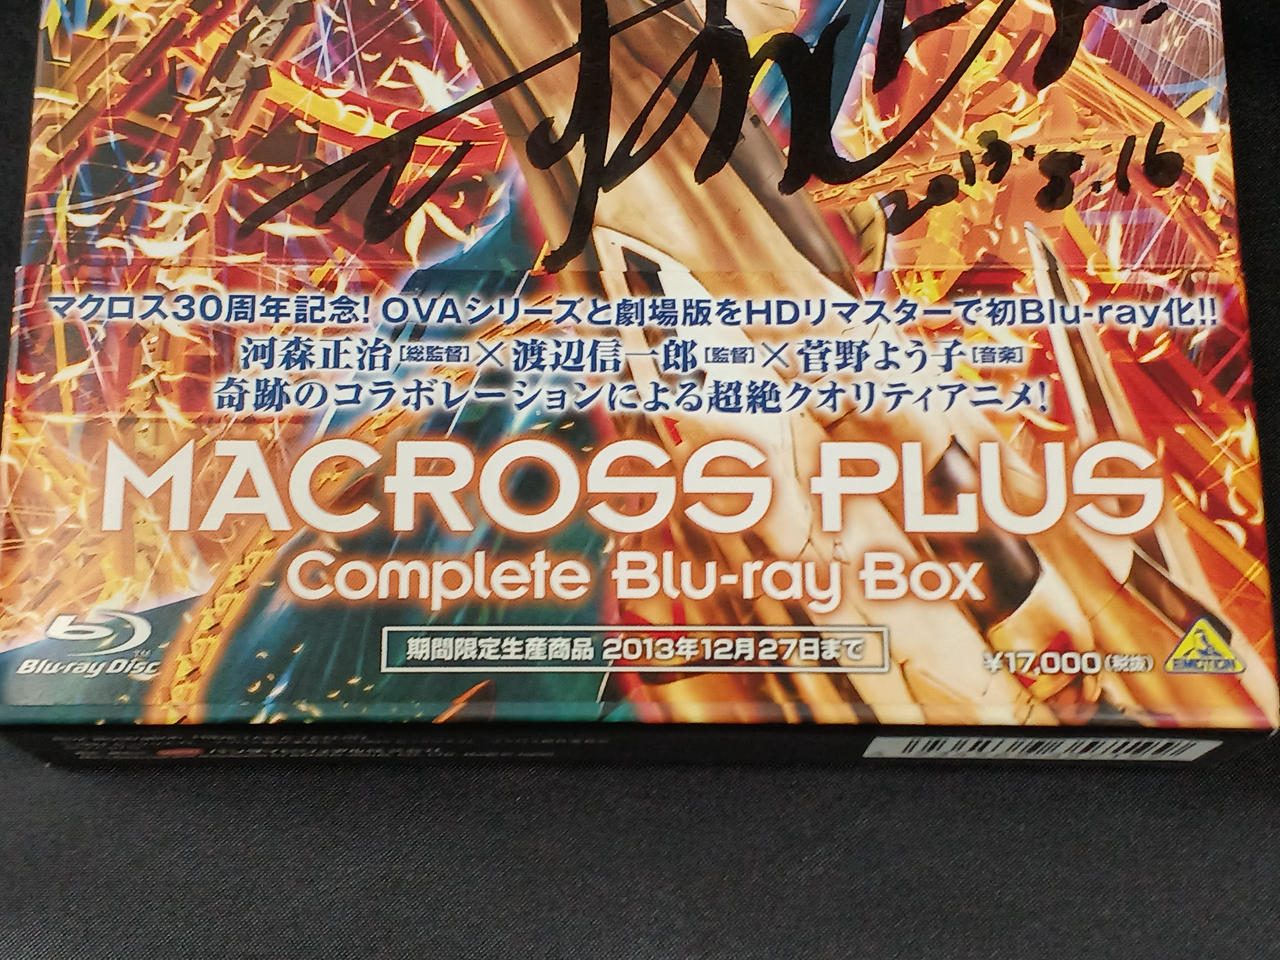 2019.8.16
マクロス30周年記念! OVAシリーズと劇場版をHDリマスターで初Blu-ray化!!
河森正治[総監督]×渡辺信一郎[監督]×菅野よう子[音楽]
奇跡のコラボレーションによる超絶クオリティアニメ!
MACROSS PLUS
Complete Blu-ray Box
Blu-ray Disc™
期間限定生産商品 2013年12月27日まで
¥17,000(税抜)
EMOTION